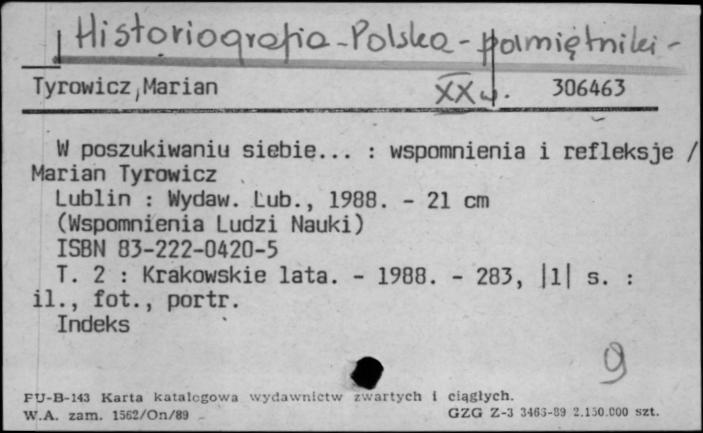 Historiografia - Polska - pamiętniki -
Tyrowicz, Marian XX w. 306463
W poszukiwaniu siebie... : wspomnienia i refleksje /
Marian Tyrowicz
Lublin : Wydaw. Lub., 1988. - 21 cm
(Wspomnienia Ludzi Nauki)
ISBN 83-222-0420-5
T. 2 : Krakowskie lata. - 1988. - 283, |1| s. :
il., fot., portr.
Indeks
9
PU-B-143 Karta katalogowa wydawnictw zwartych i ciągłych.
W.A. zam. 1562/On/89 GZG Z-3 3463-89 2.150.000 szt.